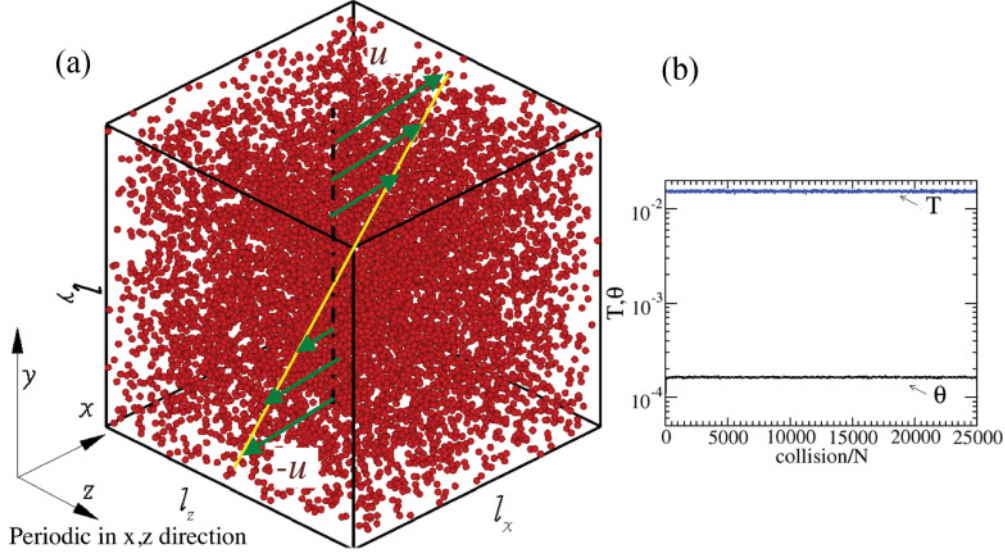 (a)
u
l_y
y
x
z
-u
l_z
l_x
Periodic in x,z direction
(b)
T,θ
10⁻²
10⁻³
10⁻⁴
T
θ
0 5000 10000 15000 20000 25000
collision/N